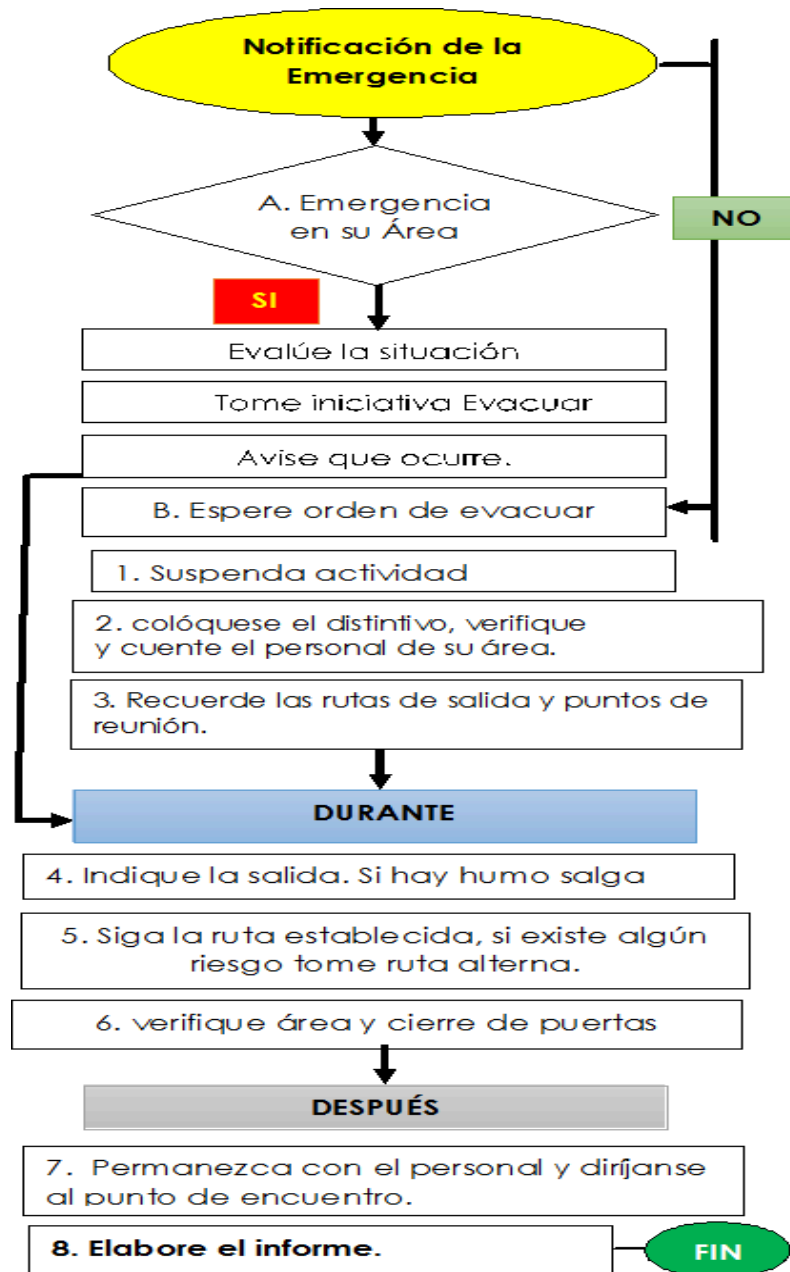 Notificación de la
Emergencia
A. Emergencia
en su Área
NO
SI
Evalúe la situación
Tome iniciativa Evacuar
Avise que ocurre.
B. Espere orden de evacuar
1. Suspenda actividad
2. colóquese el distintivo, verifique
y cuente el personal de su área.
3. Recuerde las rutas de salida y puntos de
reunión.
DURANTE
4. Indique la salida. Si hay humo salga
5. Siga la ruta establecida, si existe algún
riesgo tome ruta alterna.
6. verifique área y cierre de puertas
DESPUÉS
7. Permanezca con el personal y diríjanse
al punto de encuentro.
8. Elabore el informe.
FIN